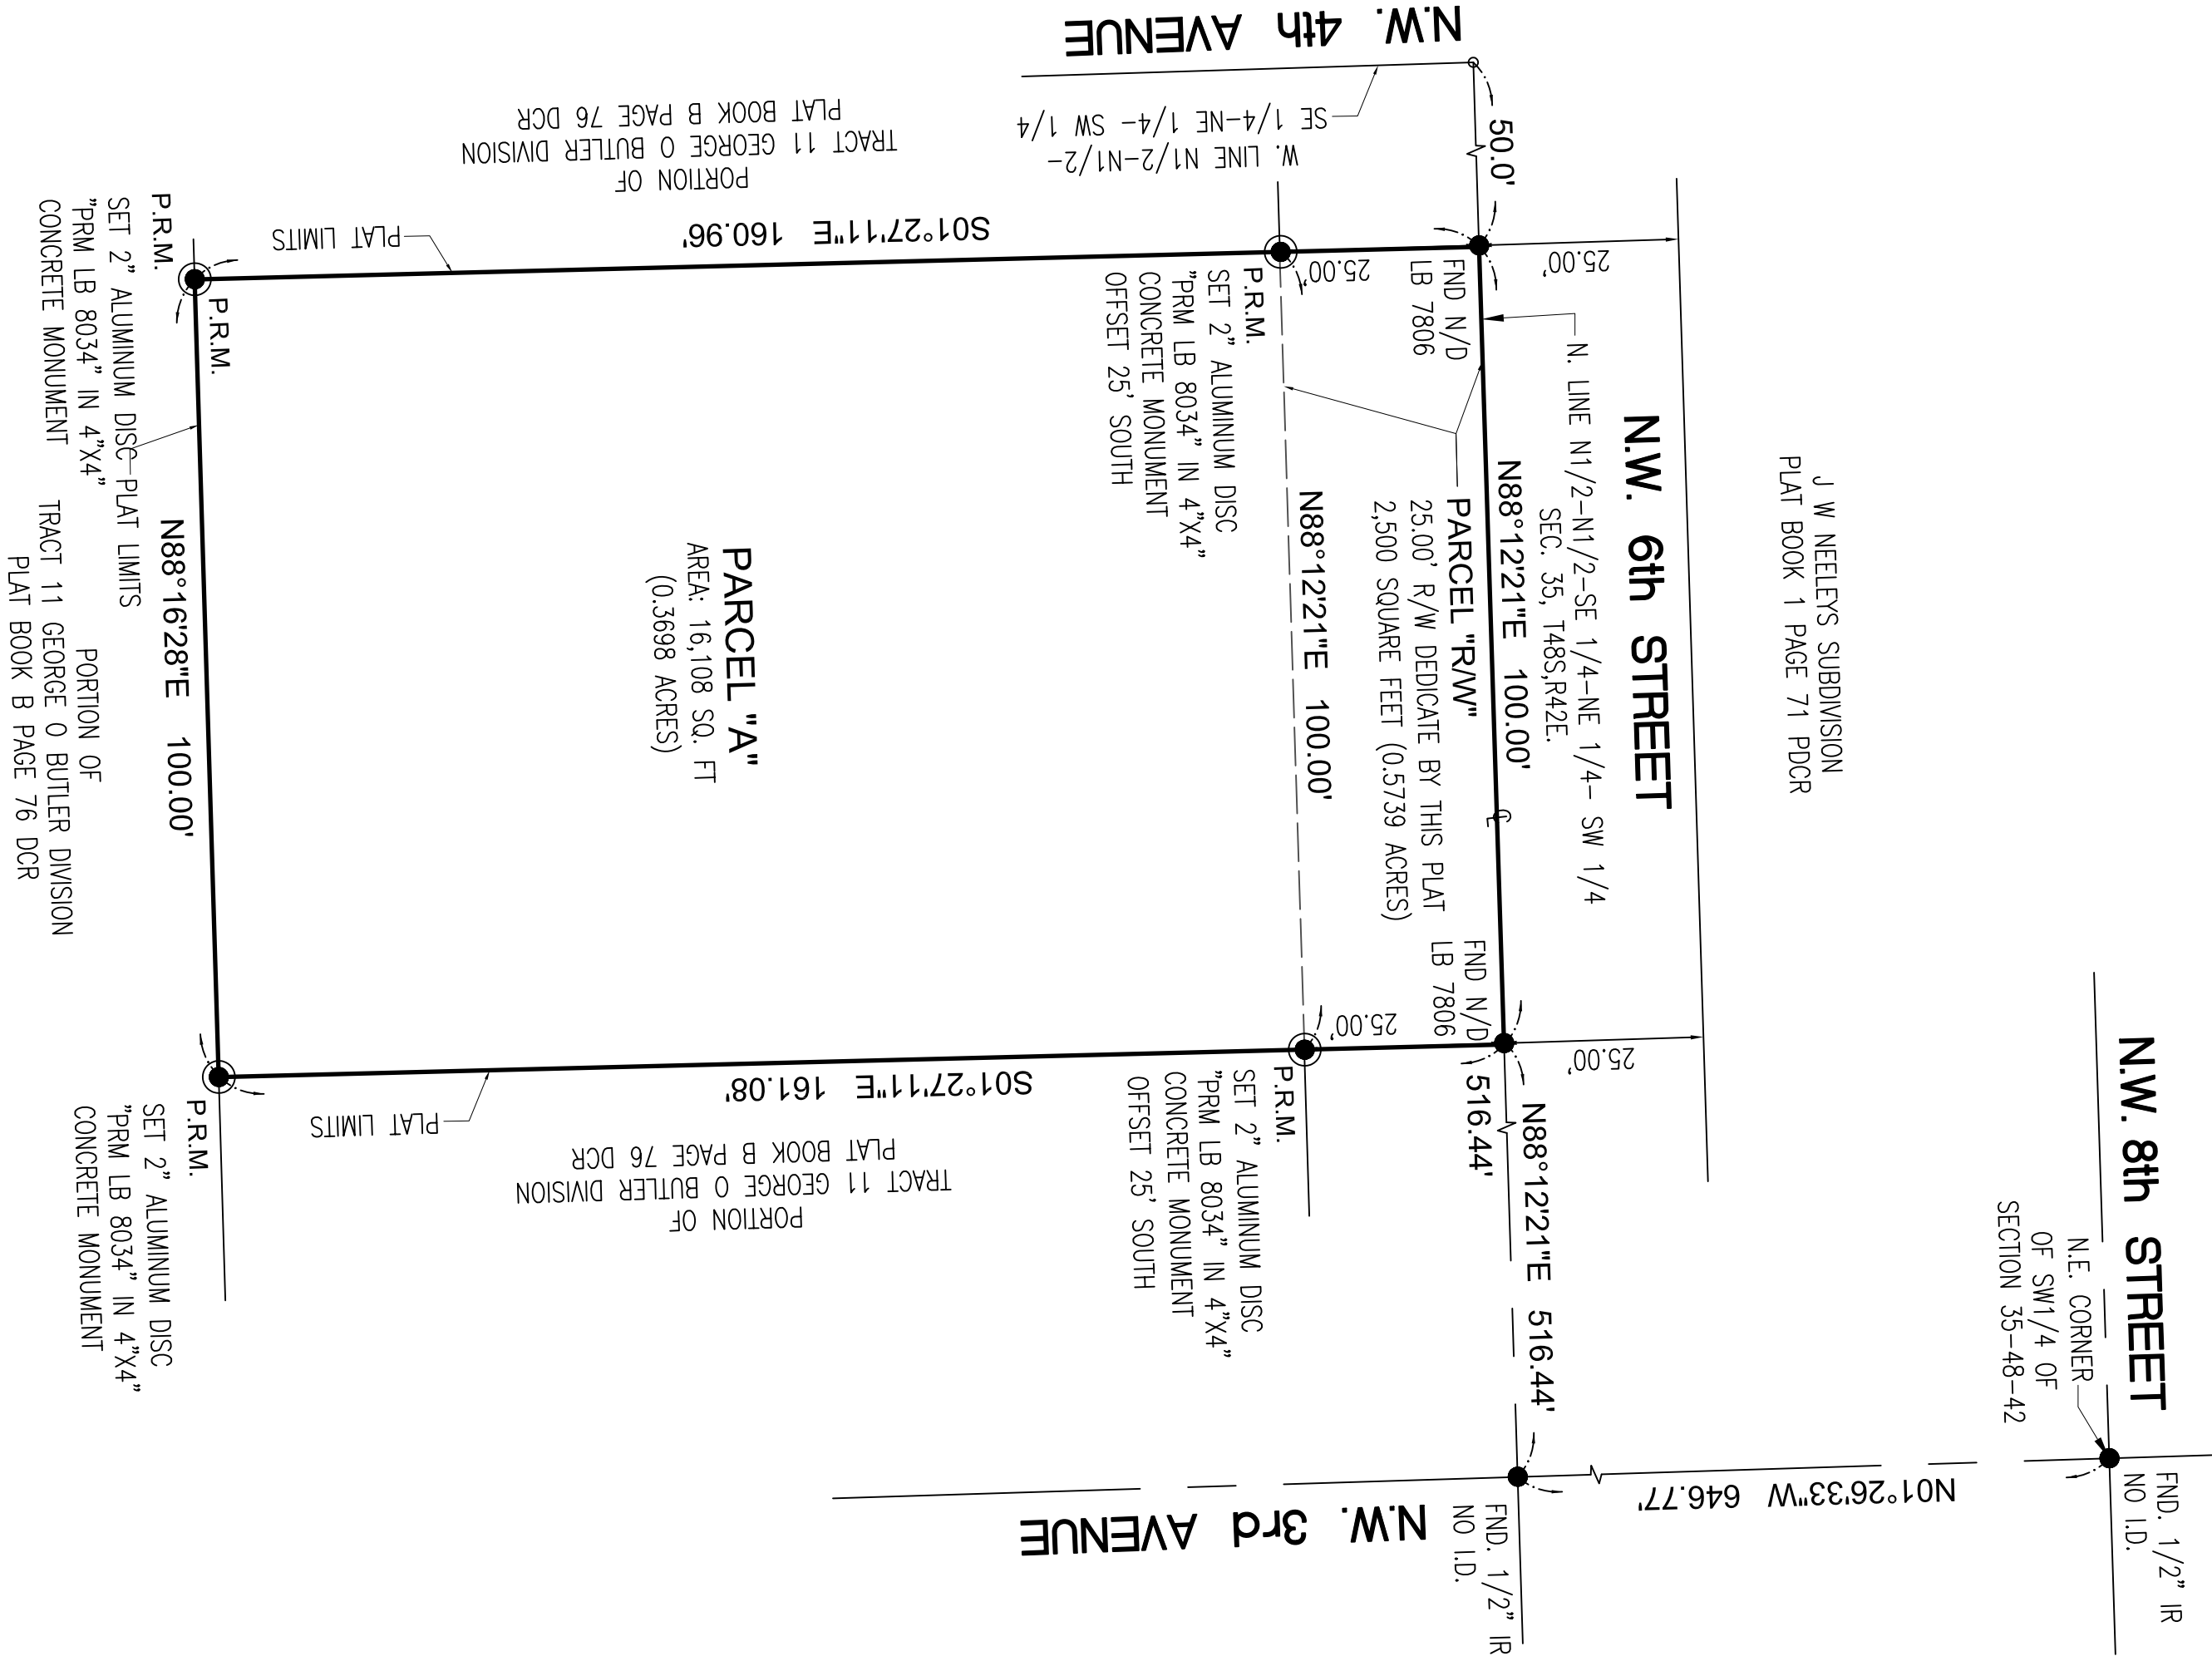 J W NEELEYS SUBDIVISION
PLAT BOOK 1 PAGE 71 PDCR
N.W. 8th STREET
N.E. CORNER
OF SW1/4 OF
SECTION 35-48-42
FND. 1/2" IR
NO I.D.
N01°26'33"W 646.77'
N.W. 6th STREET
N. LINE N1/2-N1/2-SE 1/4-NE 1/4- SW 1/4
SEC. 35, T48S,R42E.
N88°12'21"E 100.00'
25.00'
25.00'
50.0'
N.W. 4th AVENUE
W. LINE N1/2-N1/2-
SE 1/4-NE 1/4- SW 1/4
FND N/D
LB 7806
25.00'
PARCEL "R/W"
25.00' R/W DEDICATE BY THIS PLAT
2,500 SQUARE FEET (0.5739 ACRES)
FND N/D
LB 7806
25.00'
516.44'
N88°12'21"E 516.44'
FND. 1/2" IR
NO I.D.
N.W. 3rd AVENUE
N88°12'21"E 100.00'
P.R.M.
SET 2" ALUMINUM DISC
"PRM LB 8034" IN 4"X4"
CONCRETE MONUMENT
OFFSET 25' SOUTH
P.R.M.
SET 2" ALUMINUM DISC
"PRM LB 8034" IN 4"X4"
CONCRETE MONUMENT
OFFSET 25' SOUTH
S01°27'11"E 160.96'
PORTION OF
TRACT 11 GEORGE O BUTLER DIVISION
PLAT BOOK B PAGE 76 DCR
PLAT LIMITS
PARCEL "A"
AREA: 16,108 SQ. FT
(0.3698 ACRES)
S01°27'11"E 161.08'
PORTION OF
TRACT 11 GEORGE O BUTLER DIVISION
PLAT BOOK B PAGE 76 DCR
PLAT LIMITS
P.R.M.
P.R.M.
SET 2" ALUMINUM DISC
"PRM LB 8034" IN 4"X4"
CONCRETE MONUMENT
PLAT LIMITS
N88°16'28"E 100.00'
PORTION OF
TRACT 11 GEORGE O BUTLER DIVISION
PLAT BOOK B PAGE 76 DCR
P.R.M.
SET 2" ALUMINUM DISC
"PRM LB 8034" IN 4"X4"
CONCRETE MONUMENT